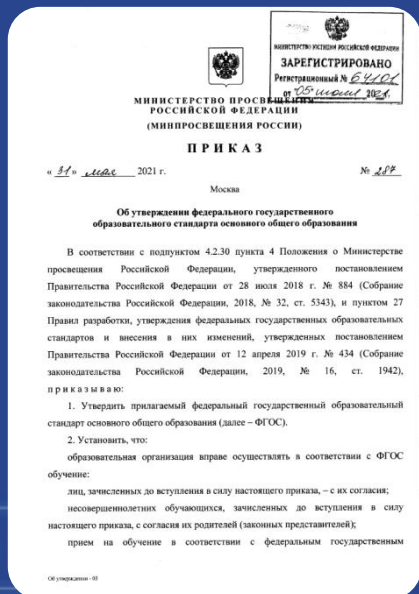 МИНИСТЕРСТВО ЮСТИЦИИ РОССИЙСКОЙ ФЕДЕРАЦИИ
ЗАРЕГИСТРИРОВАНО
Регистрационный № 64101
от "05" июля 2021.
МИНИСТЕРСТВО ПРОСВЕЩЕНИЯ
РОССИЙСКОЙ ФЕДЕРАЦИИ
(МИНПРОСВЕЩЕНИЯ РОССИИ)
ПРИКАЗ
« 31 » мая 2021 г. № 287
Москва
Об утверждении федерального государственного
образовательного стандарта основного общего образования
В соответствии с подпунктом 4.2.30 пункта 4 Положения о Министерстве
просвещения Российской Федерации, утвержденного постановлением
Правительства Российской Федерации от 28 июля 2018 г. № 884 (Собрание
законодательства Российской Федерации, 2018, № 32, ст. 5343), и пунктом 27
Правил разработки, утверждения федеральных государственных образовательных
стандартов и внесения в них изменений, утвержденных постановлением
Правительства Российской Федерации от 12 апреля 2019 г. № 434 (Собрание
законодательства Российской Федерации, 2019, № 16, ст. 1942),
п р и к а з ы в а ю:
1. Утвердить прилагаемый федеральный государственный образовательный
стандарт основного общего образования (далее – ФГОС).
2. Установить, что:
образовательная организация вправе осуществлять в соответствии с ФГОС
обучение:
лиц, зачисленных до вступления в силу настоящего приказа, – с их согласия;
несовершеннолетних обучающихся, зачисленных до вступления в силу
настоящего приказа, с согласия их родителей (законных представителей);
прием на обучение в соответствии с федеральным государственным
Об утверждении - 03